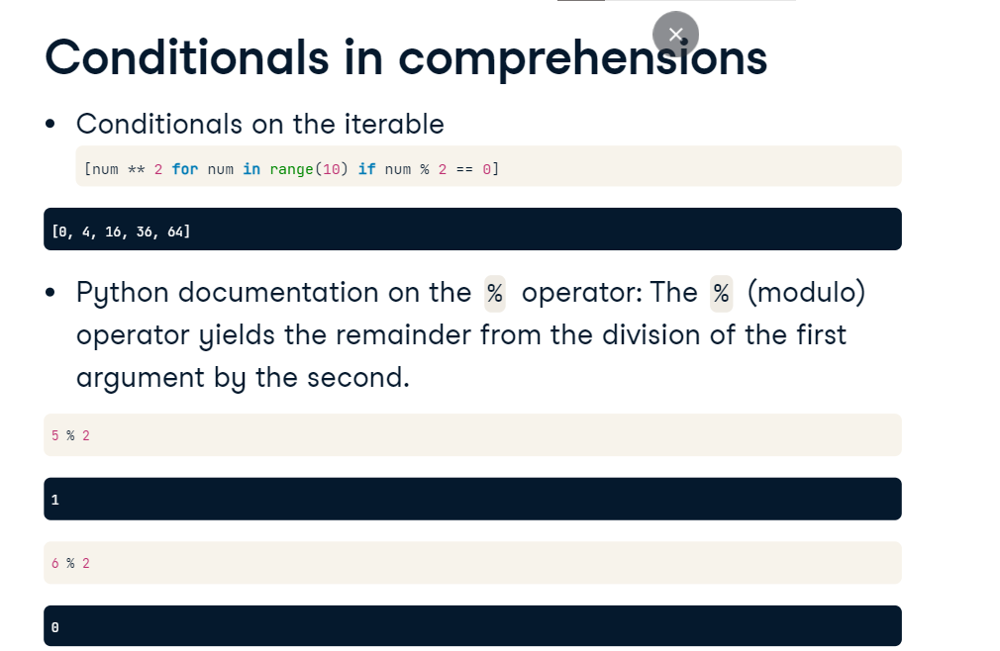 Conditionals in comprehensions
• Conditionals on the iterable
[num ** 2 for num in range(10) if num % 2 == 0]
[0, 4, 16, 36, 64]
• Python documentation on the % operator: The % (modulo)
operator yields the remainder from the division of the first
argument by the second.
5 % 2
1
6 % 2
0